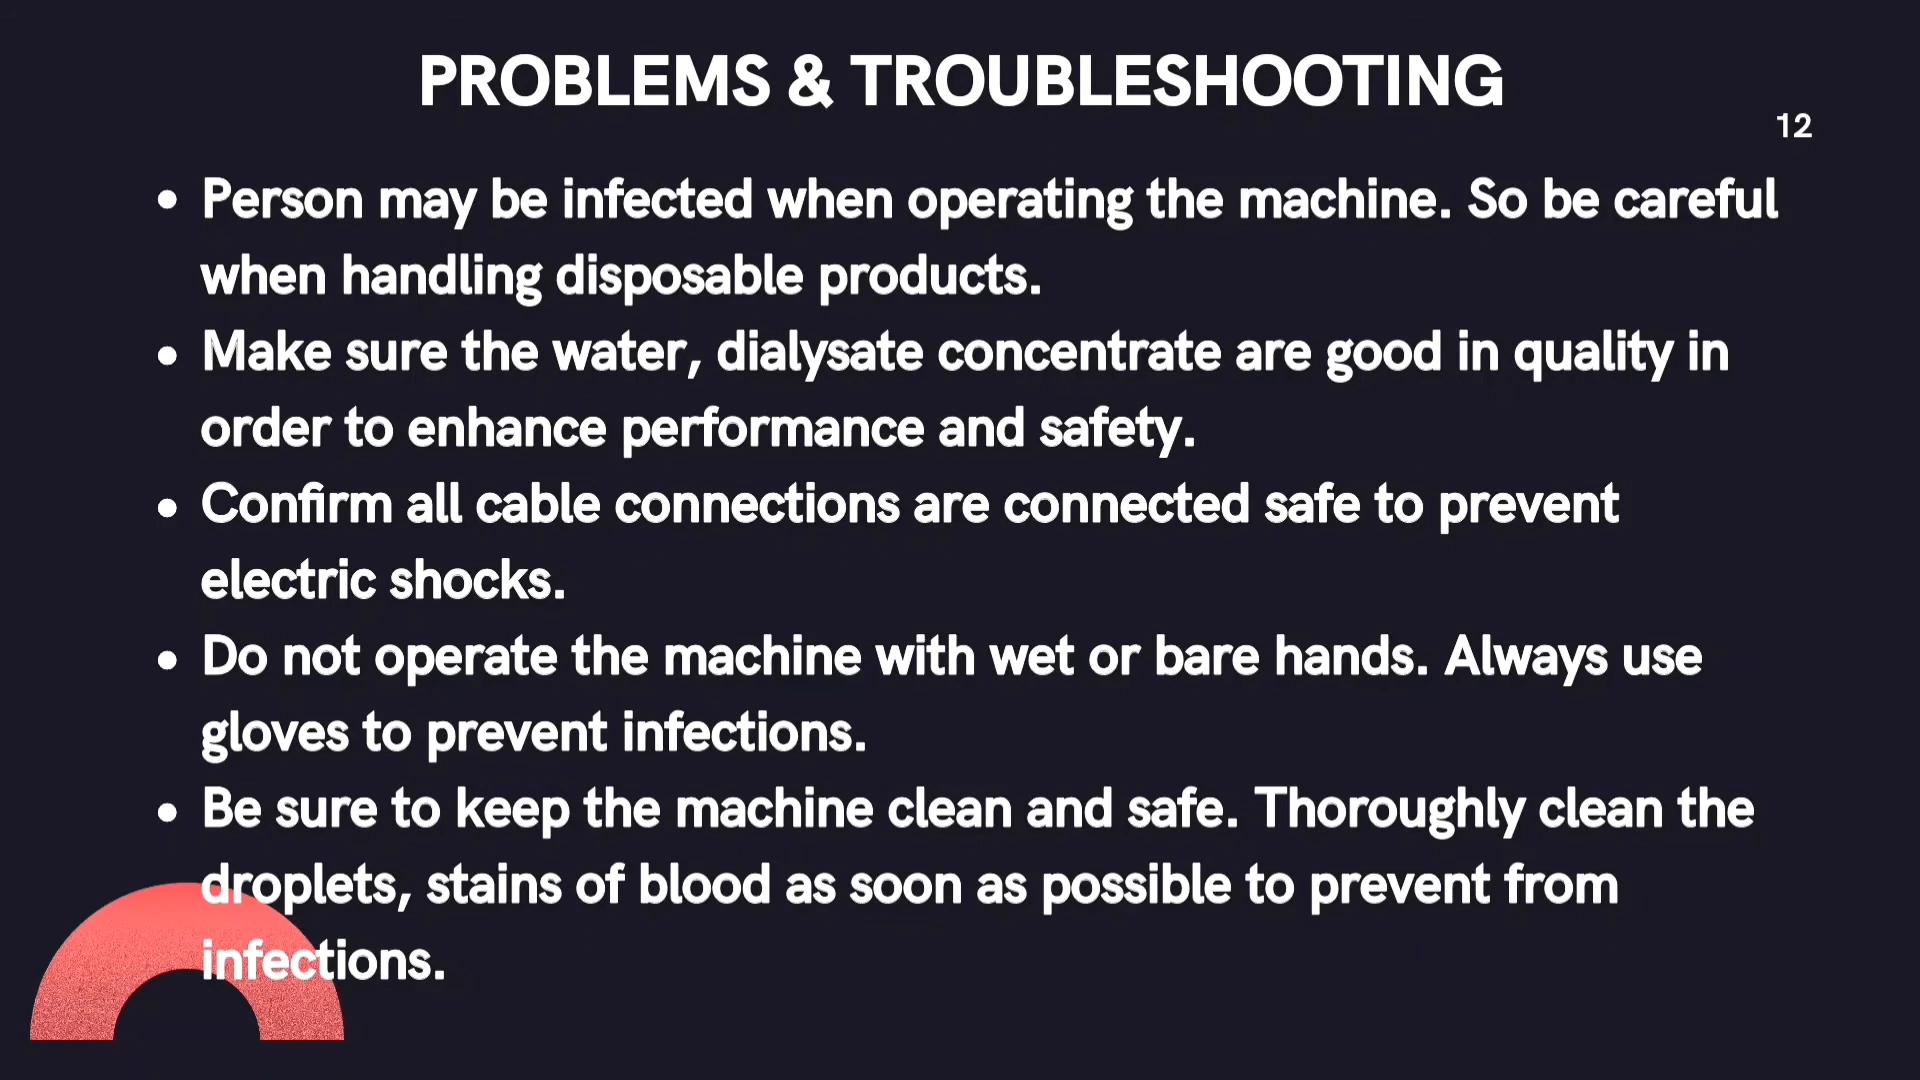 PROBLEMS & TROUBLESHOOTING
12
• Person may be infected when operating the machine. So be careful
when handling disposable products.
• Make sure the water, dialysate concentrate are good in quality in
order to enhance performance and safety.
• Confirm all cable connections are connected safe to prevent
electric shocks.
• Do not operate the machine with wet or bare hands. Always use
gloves to prevent infections.
• Be sure to keep the machine clean and safe. Thoroughly clean the
droplets, stains of blood as soon as possible to prevent from
infections.